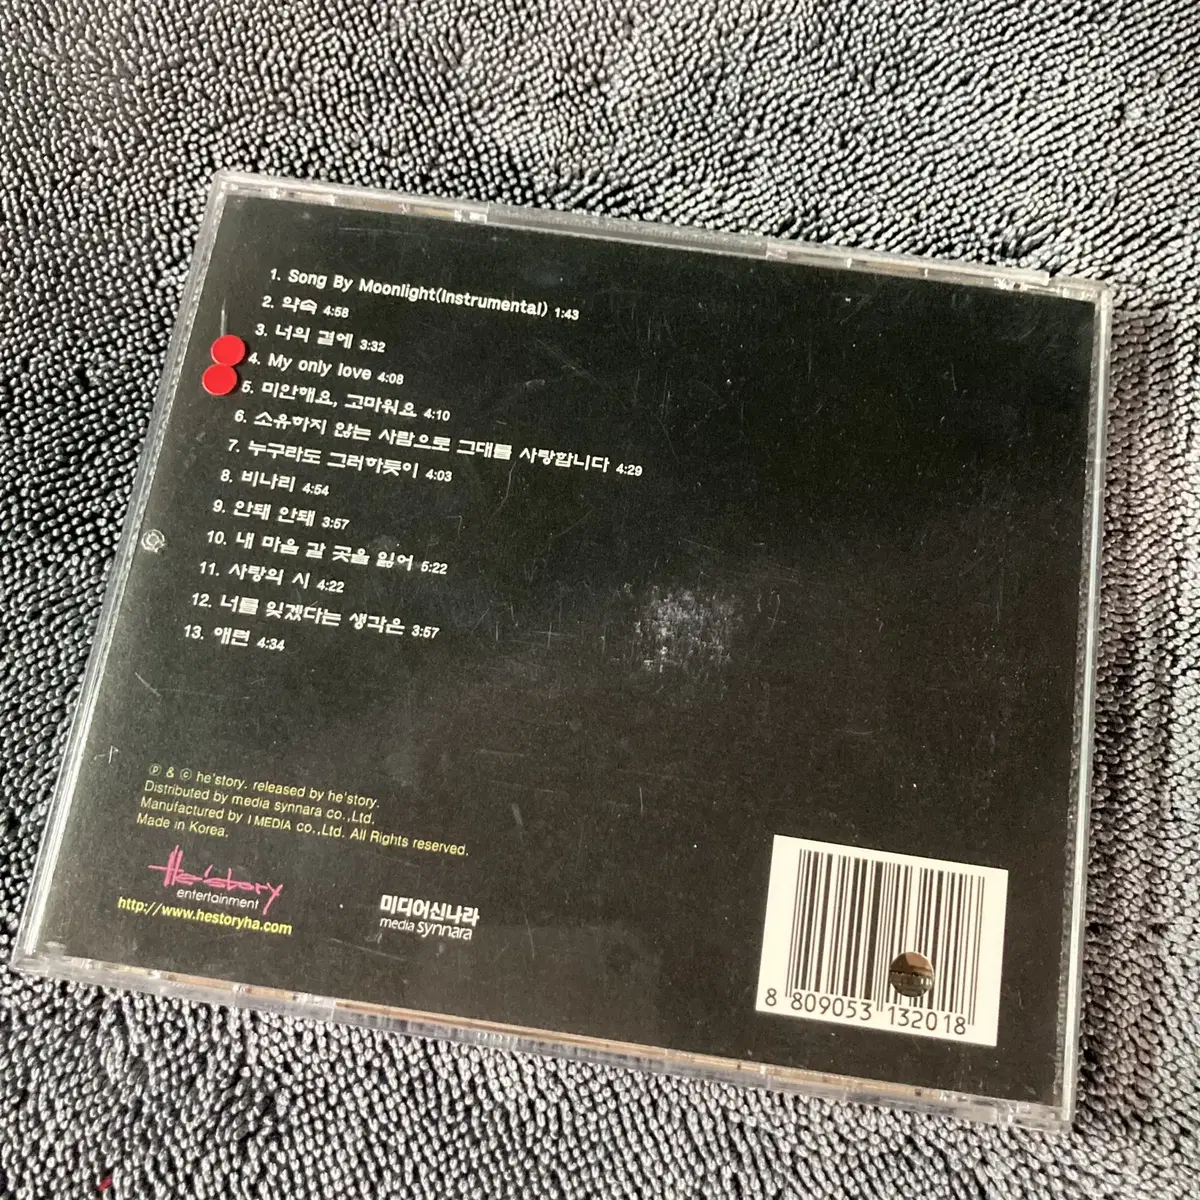 1. Song By Moonlight(Instrumental) 1:43
2. 약속 4:58
3. 너의 곁에 3:32
4. My only love 4:08
5. 미안해요, 고마워요 4:10
6. 소유하지 않는 사람으로 그대를 사랑합니다 4:29
7. 누구라도 그러하듯이 4:03
8. 비나리 4:54
9. 안돼 안돼 3:57
10. 내 마음 갈 곳을 잃어 5:22
11. 사랑의 시 4:22
12. 너를 잊겠다는 생각은 3:57
13. 애련 4:34
℗ & © he'story. released by he'story.
Distributed by media synnara co.,Ltd.
Manufactured by I MEDIA co.,Ltd. All Rights reserved.
Made in Korea.
He'story
entertainment
http://www.hestoryha.com
미디어신나라
media synnara
8 809053 132018